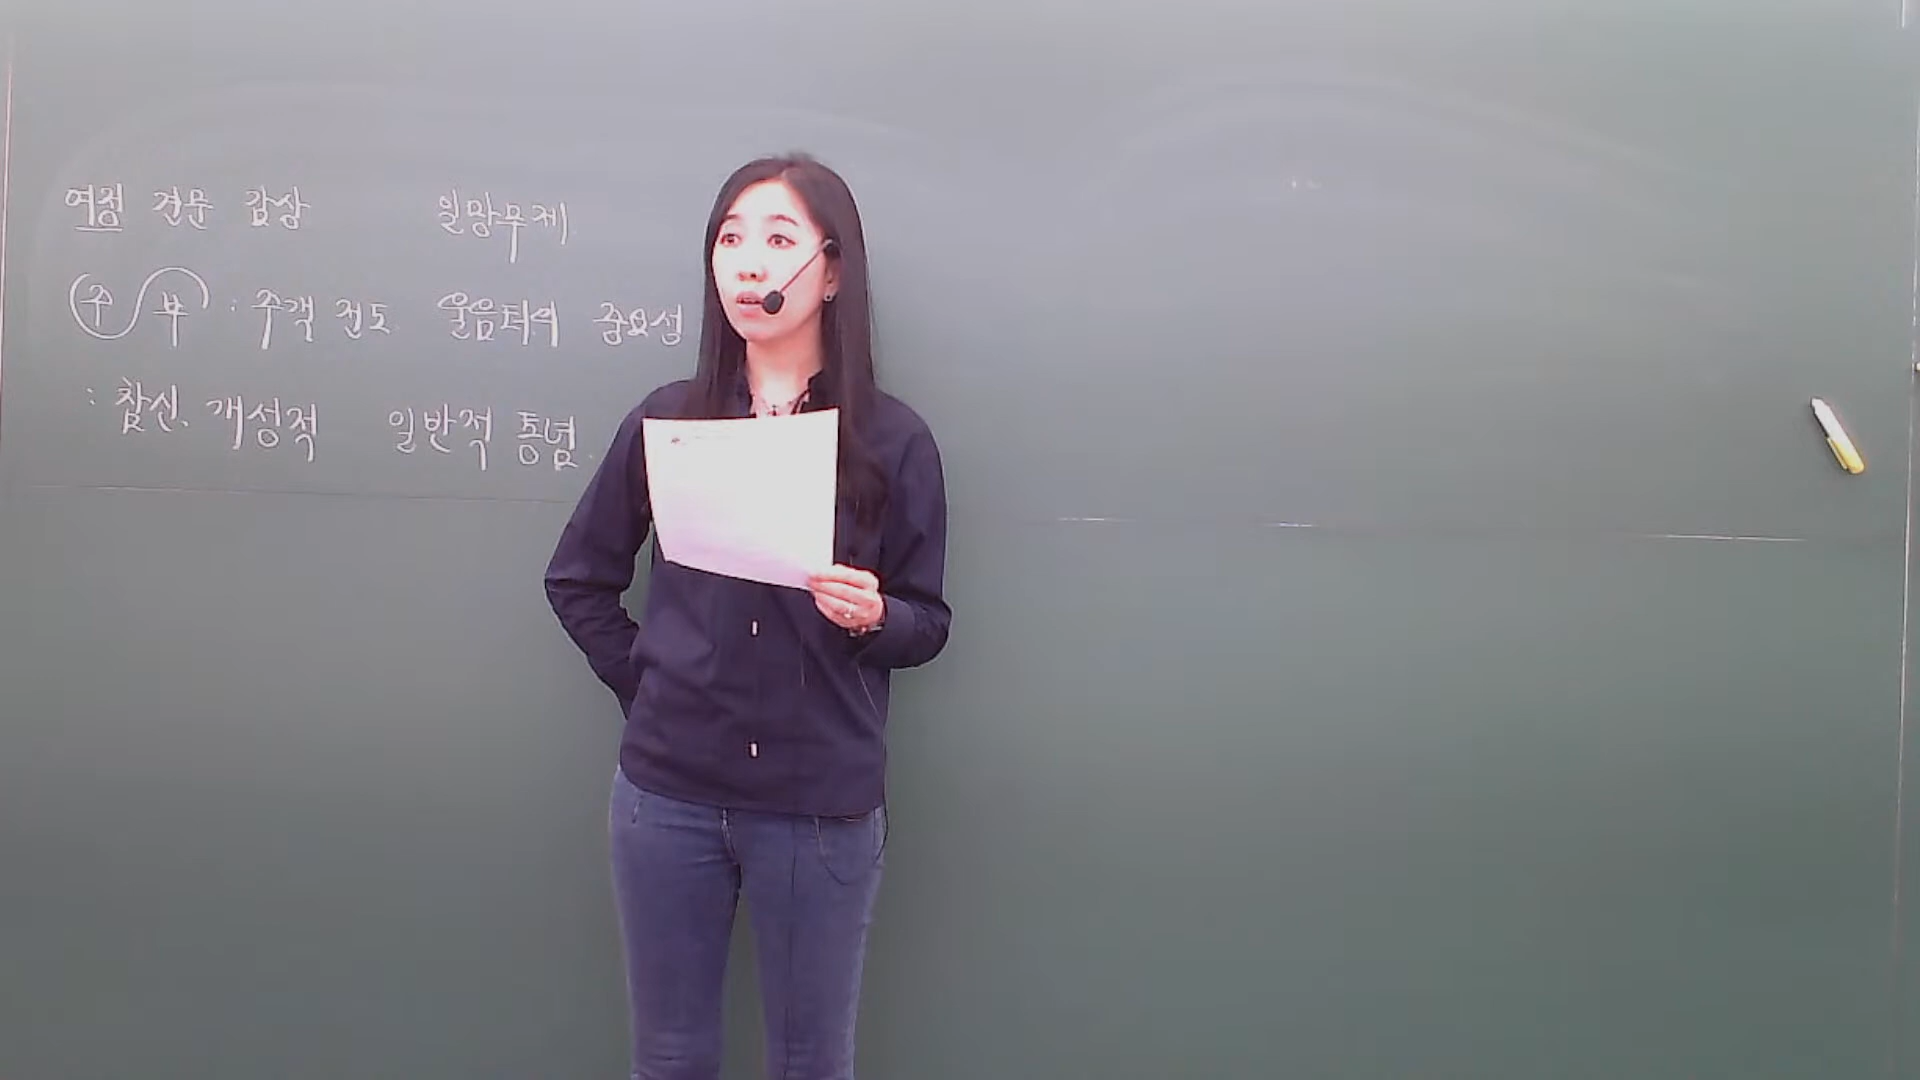 여정 견문 감상 일망무제
주 부 : 주객 전도 울음터의 중요성
: 참신. 개성적 일반적 통념.